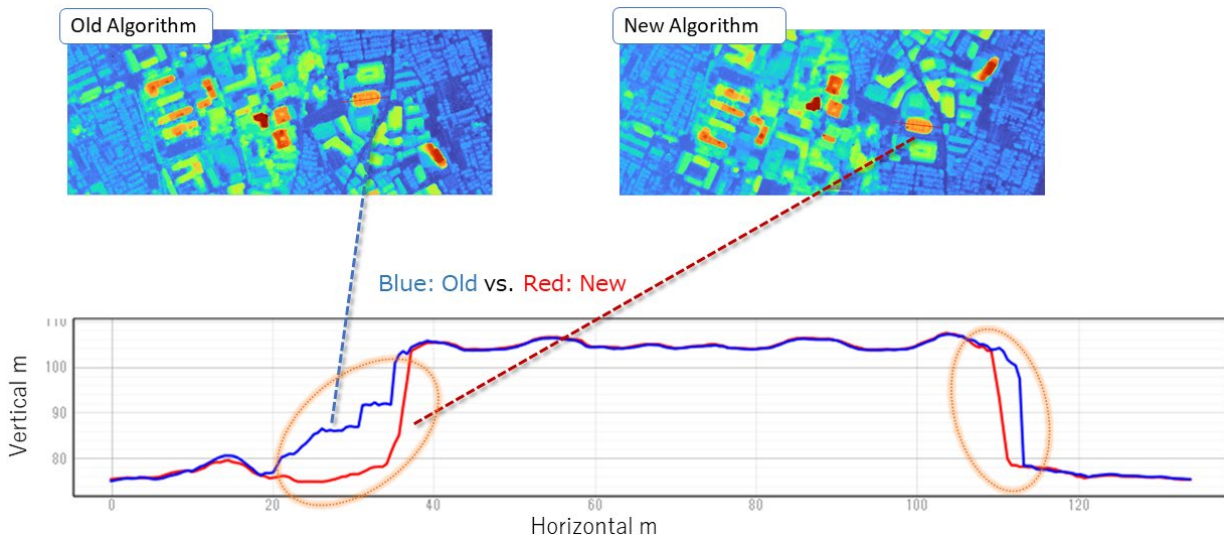 Old Algorithm
New Algorithm
Blue: Old vs. Red: New
110
100
90
80
Vertical m
0 20 40 60 80 100 120
Horizontal m